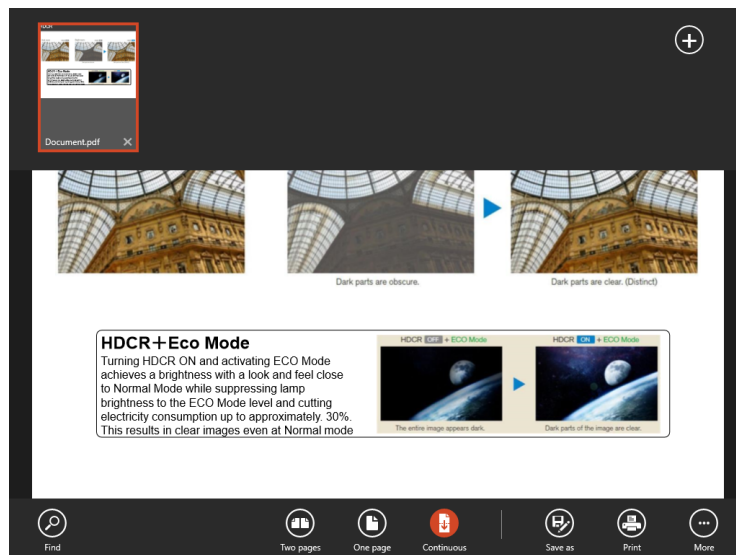 HDCR
Document.pdf
Dark parts are obscure.
Dark parts are clear. (Distinct)
HDCR+Eco Mode
Turning HDCR ON and activating ECO Mode
achieves a brightness with a look and feel close
to Normal Mode while suppressing lamp
brightness to the ECO Mode level and cutting
electricity consumption up to approximately. 30%.
This results in clear images even at Normal mode
HDCR OFF + ECO Mode
HDCR ON + ECO Mode
The entire image appears dark.
Dark parts of the image are clear.
Find
Two pages
One page
Continuous
Save as
Print
More